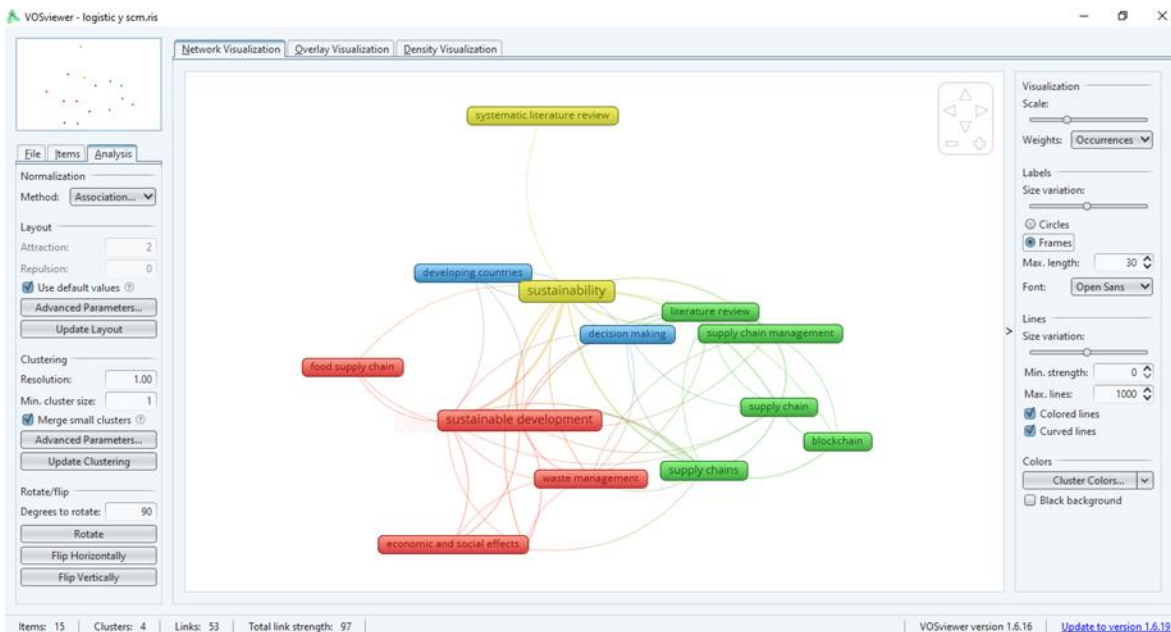 VOSviewer - logistic y scm.ris
Network Visualization Overlay Visualization Density Visualization
File Items Analysis
Normalization
Method: Association...
Layout
Attraction: 2
Repulsion: 0
Use default values
Advanced Parameters...
Update Layout
Clustering
Resolution: 1.00
Min. cluster size: 1
Merge small clusters
Advanced Parameters...
Update Clustering
Rotate/flip
Degrees to rotate: 90
Rotate
Flip Horizontally
Flip Vertically
systematic literature review
developing countries
sustainability
literature review
decision making
supply chain management
food supply chain
supply chain
sustainable development
blockchain
supply chains
waste management
economic and social effects
Visualization
Scale:
Weights: Occurrences
Labels
Size variation:
Circles
Frames
Max. length: 30
Font: Open Sans
Lines
Size variation:
Min. strength: 0
Max. lines: 1000
Colored lines
Curved lines
Colors
Cluster Colors...
Black background
Items: 15 Clusters: 4 Links: 53 Total link strength: 97 VOSviewer version 1.6.16 Update to version 1.6.19